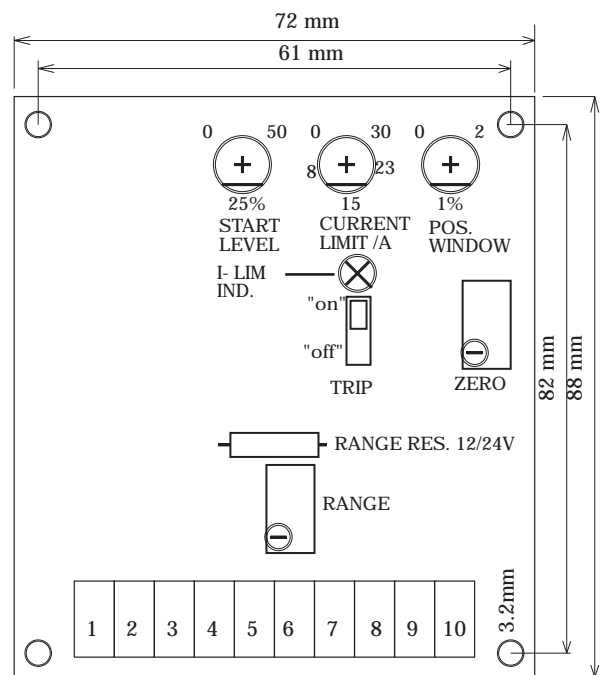 72 mm
61 mm
0 50 0 30 0 2
8 23
25% 15 1%
START LEVEL
CURRENT LIMIT /A
POS. WINDOW
I- LIM IND.
"on"
"off"
TRIP
ZERO
82 mm
88 mm
RANGE RES. 12/24V
RANGE
3.2mm
1 2 3 4 5 6 7 8 9 10